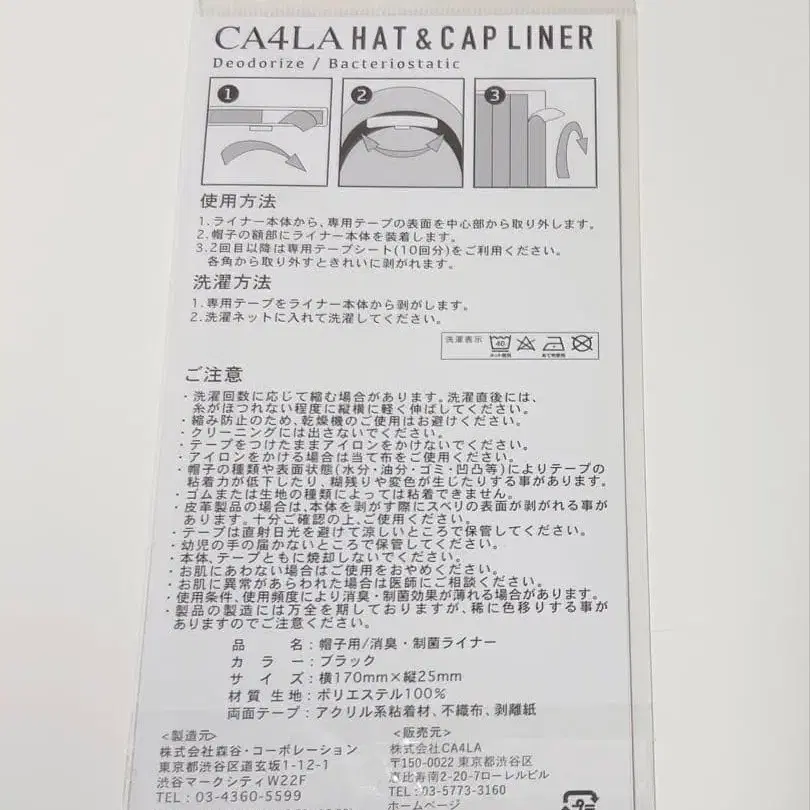 CA4LA HAT & CAP LINER
Deodorize / Bacteriostatic
1 2 3
使用方法
1.ライナー本体から、専用テープの表面を中心部から取り外します。
2.帽子の額部にライナー本体を装着します。
3.2回目以降は専用テープシート(10回分)をご利用ください。
各角から取り外すときれいに剥がれます。
洗濯方法
1.専用テープをライナー本体から剥がします。
2.洗濯ネットに入れて洗濯してください。
洗濯表示 40
ご注意
・洗濯回数に応じて縮む場合があります。洗濯直後には、
糸がほつれない程度に縦横に軽く伸ばしてください。
・縮み防止のため、乾燥機のご使用はお避けください。
・クリーニングには出さないでください。
・テープをつけたままアイロンをかけないでください。
・アイロンをかける場合は当て布をご使用ください。
・帽子の種類や表面状態(水分・油分・ゴミ・凹凸等)によりテープの
粘着力が低下したり、糊残りや変色が生じたりする事があります。
・ゴムまたは生地の種類によっては粘着できません。
・皮革製品の場合は、本体を剥がす際にスベリの表面が剥がれる事が
あります。十分ご確認の上、ご使用ください。
・テープは直射日光を避けて涼しいところで保管してください。
・幼児の手の届かないところで保管してください。
・本体、テープともに焼却しないでください。
・お肌にあわない場合はご使用をおやめください。
・お肌に異常があらわれた場合は医師にご相談ください。
・使用条件、使用頻度により消臭・制菌効果が薄れる場合があります。
・製品の製造には万全を期しておりますが、稀に色移りする事が
ありますのでご注意ください。
品 名：帽子用/消臭・制菌ライナー
カ ラ ー：ブラック
サ イ ズ：横170mm×縦25mm
材 質 生 地：ポリエステル100%
両面テープ：アクリル系粘着材、不織布、剥離紙
<製造元>
株式会社森谷・コーポレーション
東京都渋谷区道玄坂1-12-1
渋谷マークシティW22F
TEL：03-4360-5599
<販売元>
株式会社CA4LA
〒150-0022 東京都渋谷区
恵比寿南2-20-7ローレルビル
TEL：03-5773-3160
ホームページ